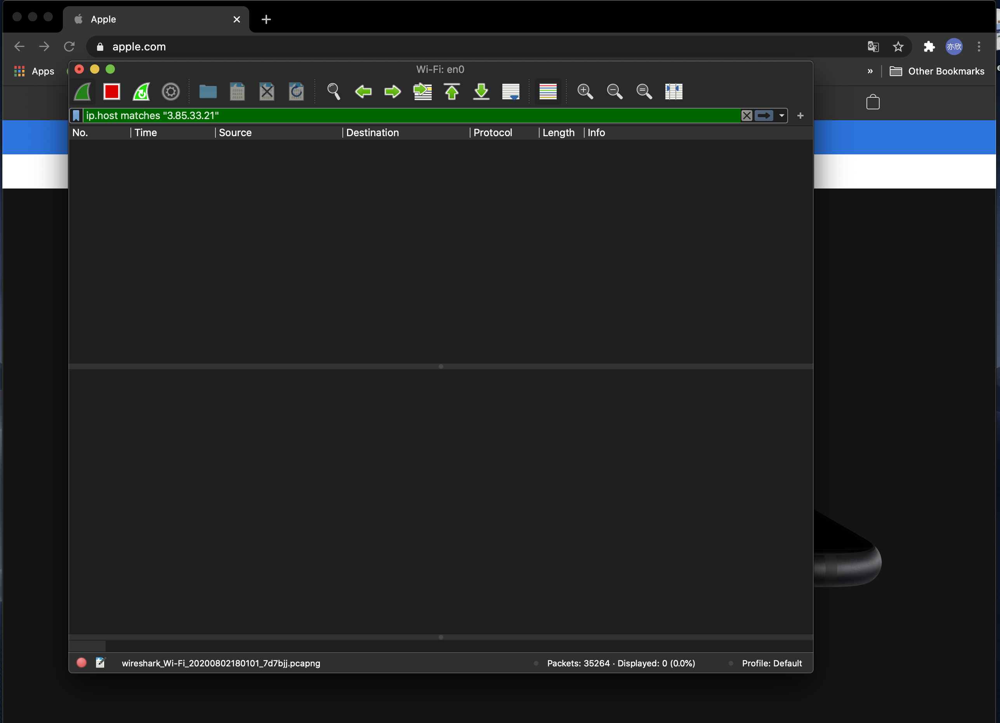 Apple
apple.com
亦欣
Apps
» Other Bookmarks
Wi-Fi: en0
ip.host matches "3.85.33.21"
No. Time Source Destination Protocol Length Info
wireshark_Wi-Fi_20200802180101_7d7bjj.pcapng Packets: 35264 · Displayed: 0 (0.0%) Profile: Default